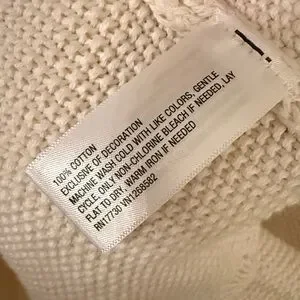 100% COTTON
EXCLUSIVE OF DECORATION
MACHINE WASH COLD WITH LIKE COLORS, GENTLE
CYCLE, ONLY NON-CHLORINE BLEACH IF NEEDED, LAY
FLAT TO DRY, WARM IRON IF NEEDED
RN17730 VN1268582